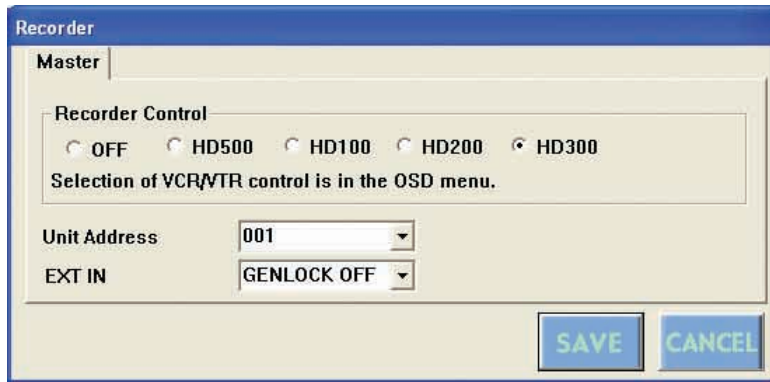 Recorder
Master
Recorder Control
OFF HD500 HD100 HD200 HD300
Selection of VCR/VTR control is in the OSD menu.
Unit Address 001
EXT IN GENLOCK OFF
SAVE CANCEL